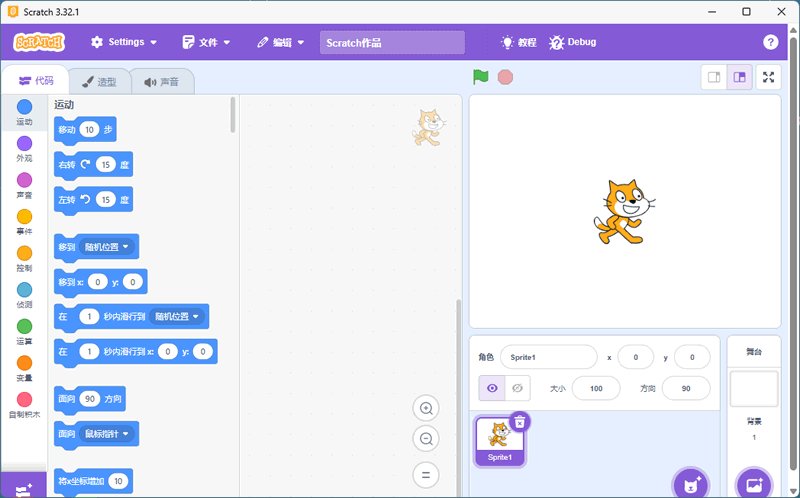 Scratch 3.32.1
SCRATCH Settings 文件 编辑 Scratch作品 教程 Debug ?
代码 造型 声音
运动
外观
声音
事件
控制
侦测
运算
变量
自制积木
运动
移动 10 步
右转 15 度
左转 15 度
移到 随机位置
移到 x: 0 y: 0
在 1 秒内滑行到 随机位置
在 1 秒内滑行到 x: 0 y: 0
面向 90 方向
面向 鼠标指针
将x坐标增加 10
角色 Sprite1 x 0 y 0
大小 100 方向 90
Sprite1
舞台
背景
1